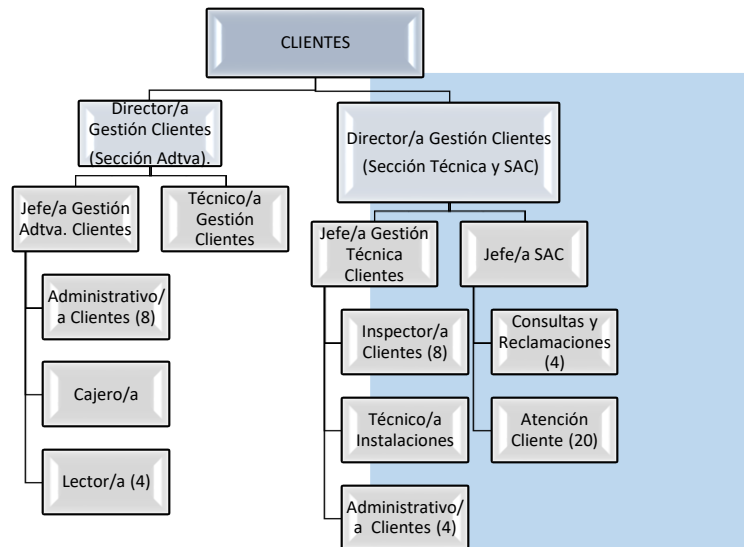 CLIENTES
Director/a
Gestión Clientes
(Sección Adtva).
Director/a Gestión Clientes
(Sección Técnica y SAC)
Jefe/a Gestión
Adtva. Clientes
Técnico/a
Gestión
Clientes
Jefe/a Gestión
Técnica
Clientes
Jefe/a SAC
Administrativo/
a Clientes (8)
Cajero/a
Lector/a (4)
Inspector/a
Clientes (8)
Técnico/a
Instalaciones
Administrativo/
a Clientes (4)
Consultas y
Reclamaciones
(4)
Atención
Cliente (20)